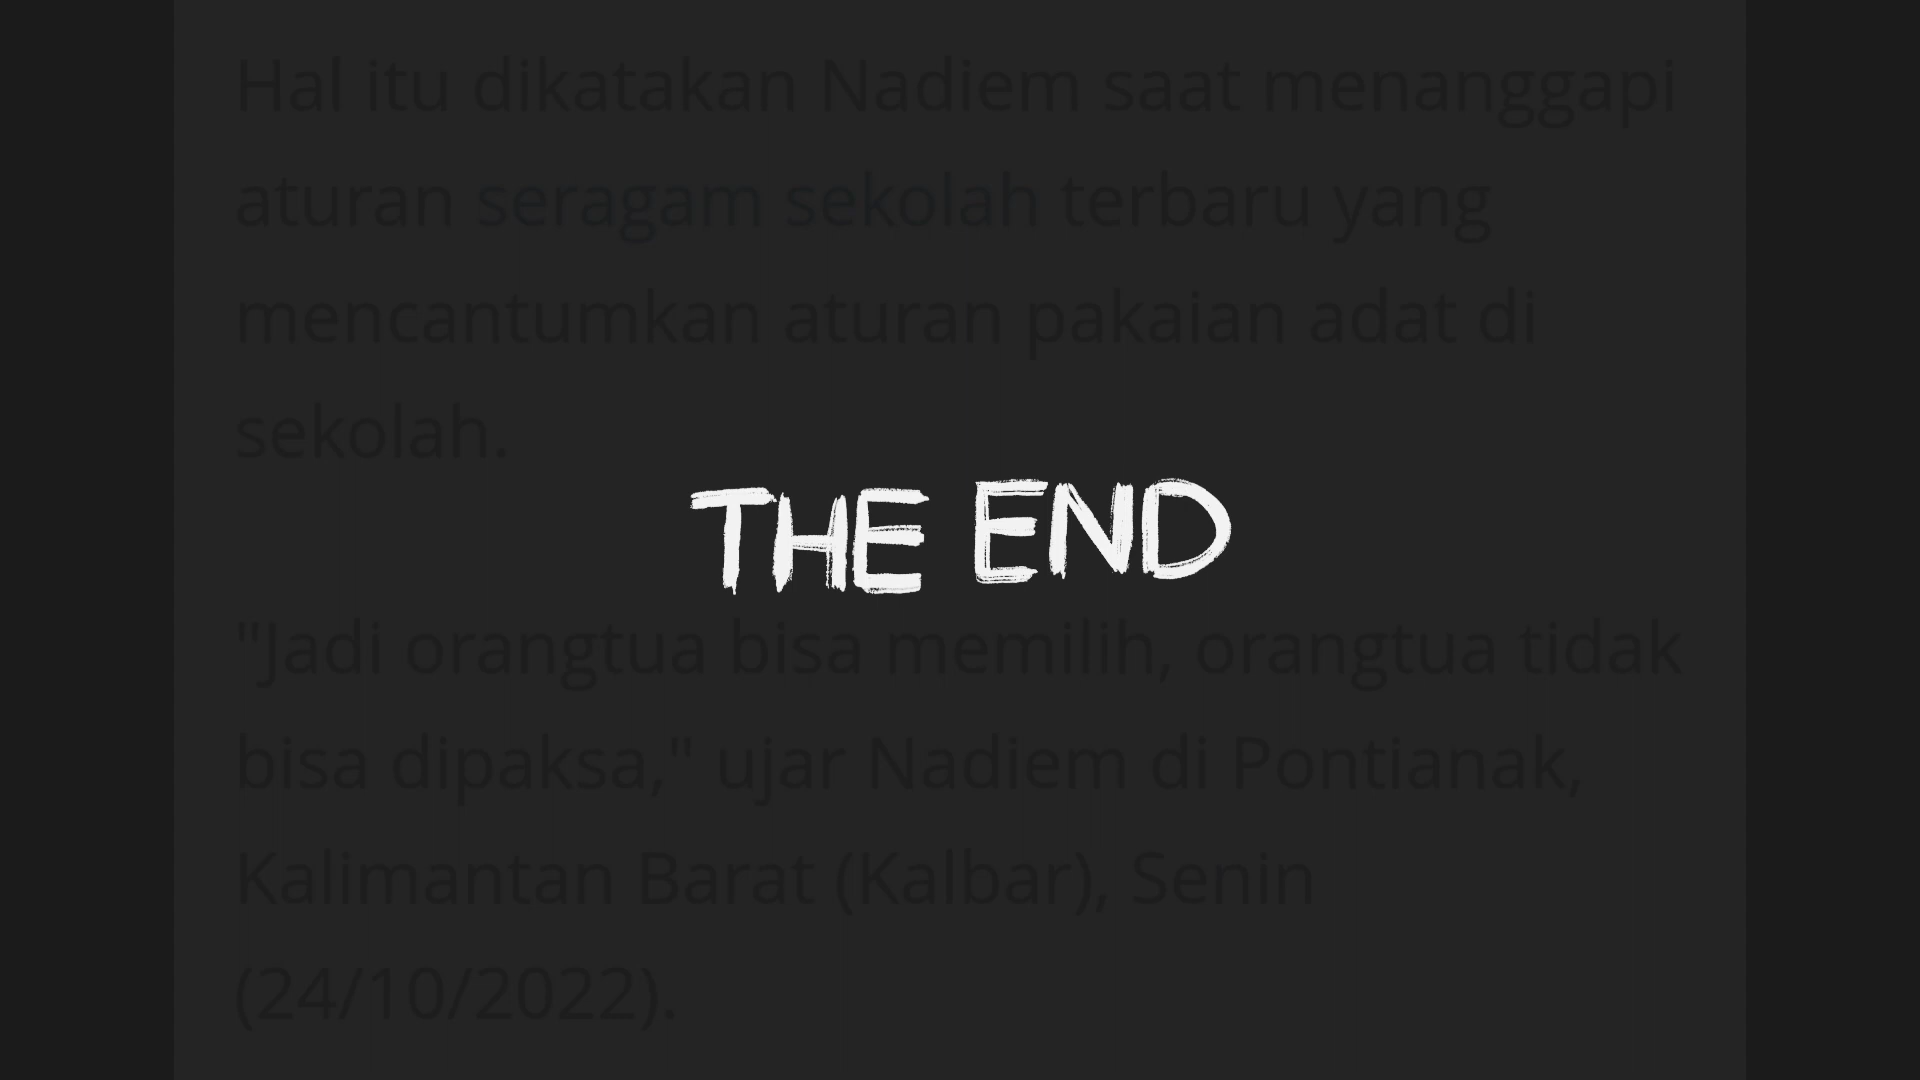 Hal itu dikatakan Nadiem saat menanggapi
aturan seragam sekolah terbaru yang
mencantumkan aturan pakaian adat di
sekolah.
THE END
"Jadi orangtua bisa memilih, orangtua tidak
bisa dipaksa," ujar Nadiem di Pontianak,
Kalimantan Barat (Kalbar), Senin
(24/10/2022).